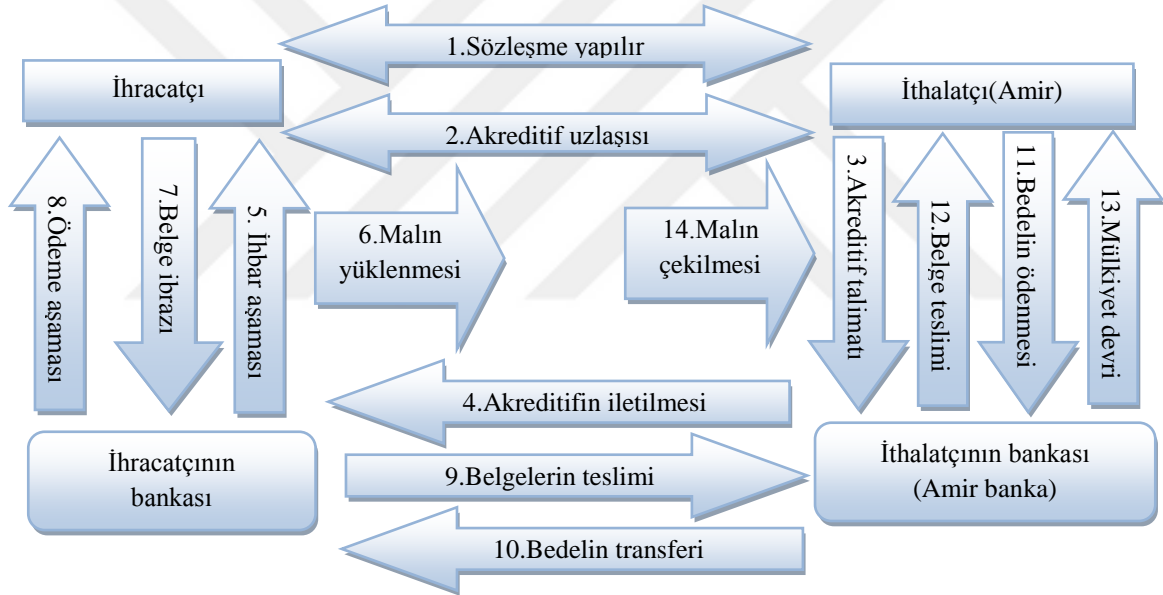 1.Sözleşme yapılır
İhracatçı
İthalatçı(Amir)
2.Akreditif uzlaşısı
8.Ödeme aşaması
7.Belge ibrazı
5. İhbar aşaması
6.Malın
yüklenmesi
14.Malın
çekilmesi
3.Akreditif talimatı
12.Belge teslimi
11.Bedelin ödenmesi
13.Mülkiyet devri
4.Akreditifin iletilmesi
İhracatçının
bankası
9.Belgelerin teslimi
İthalatçının bankası
(Amir banka)
10.Bedelin transferi